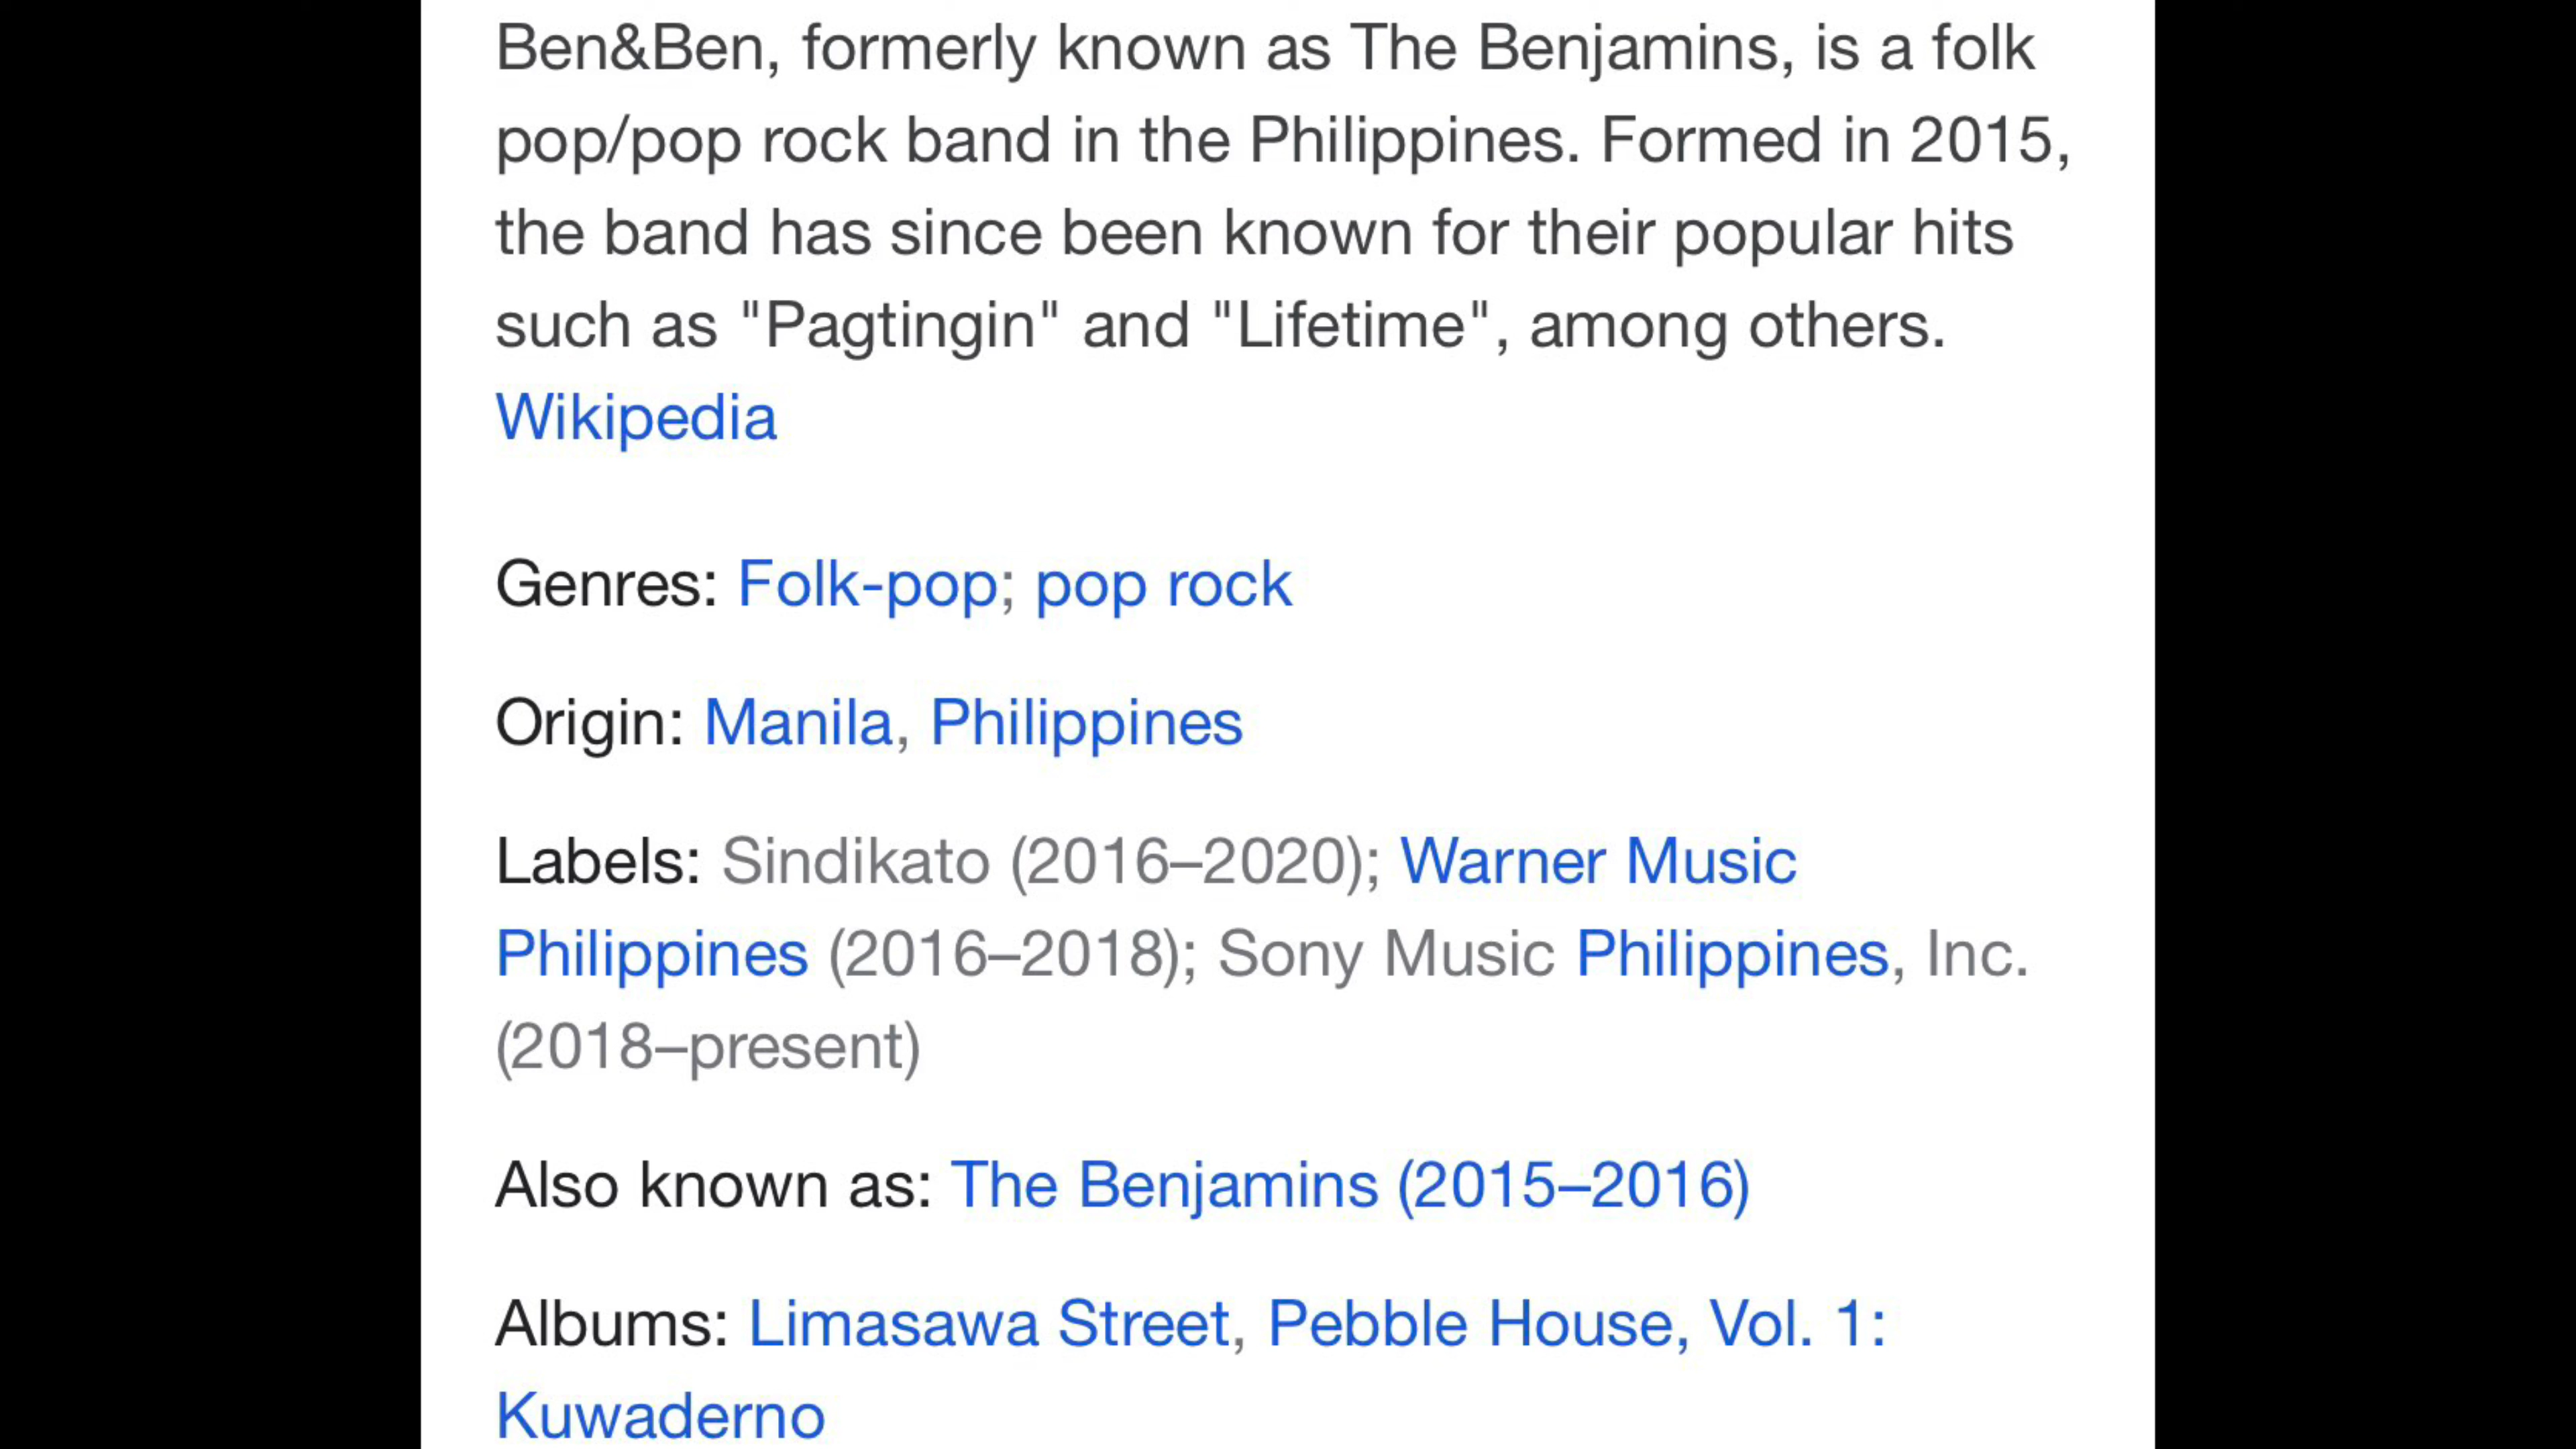 Ben&Ben, formerly known as The Benjamins, is a folk
pop/pop rock band in the Philippines. Formed in 2015,
the band has since been known for their popular hits
such as "Pagtingin" and "Lifetime", among others.
Wikipedia
Genres: Folk-pop; pop rock
Origin: Manila, Philippines
Labels: Sindikato (2016–2020); Warner Music
Philippines (2016–2018); Sony Music Philippines, Inc.
(2018–present)
Also known as: The Benjamins (2015–2016)
Albums: Limasawa Street, Pebble House, Vol. 1:
Kuwaderno